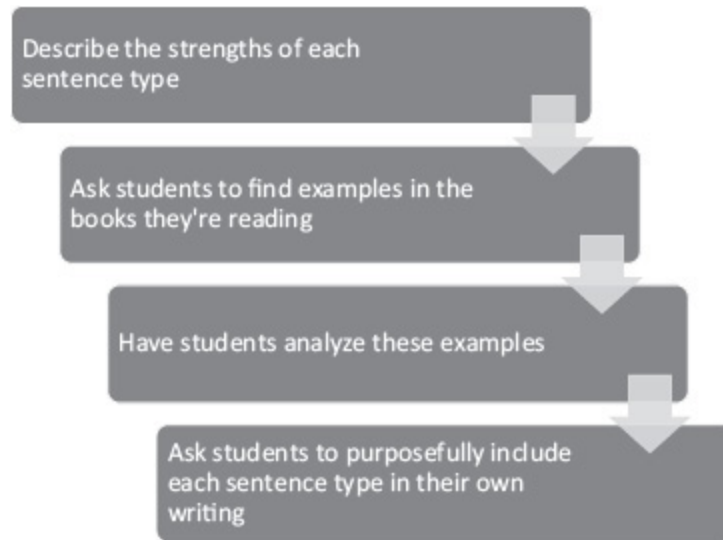 Describe the strengths of each
sentence type
Ask students to find examples in the
books they're reading
Have students analyze these examples
Ask students to purposefully include
each sentence type in their own
writing